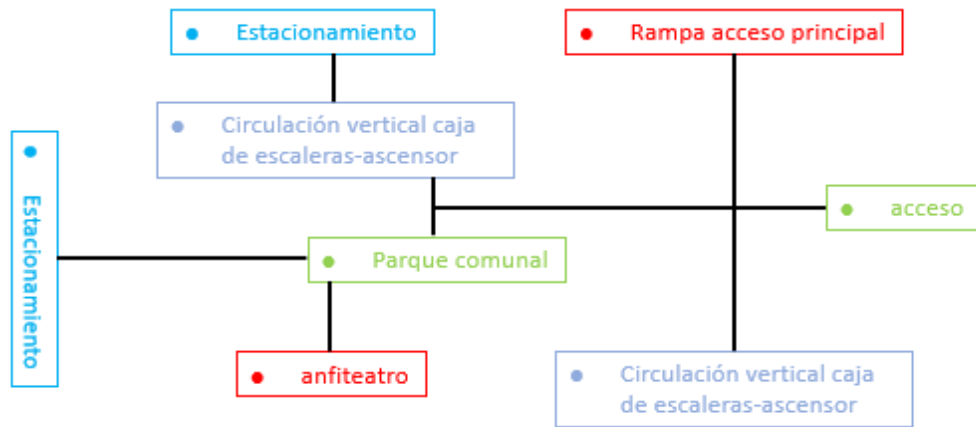 • Estacionamiento
• Rampa acceso principal
• Circulación vertical caja
de escaleras-ascensor
• Estacionamiento
• acceso
• Parque comunal
• anfiteatro
• Circulación vertical caja
de escaleras-ascensor